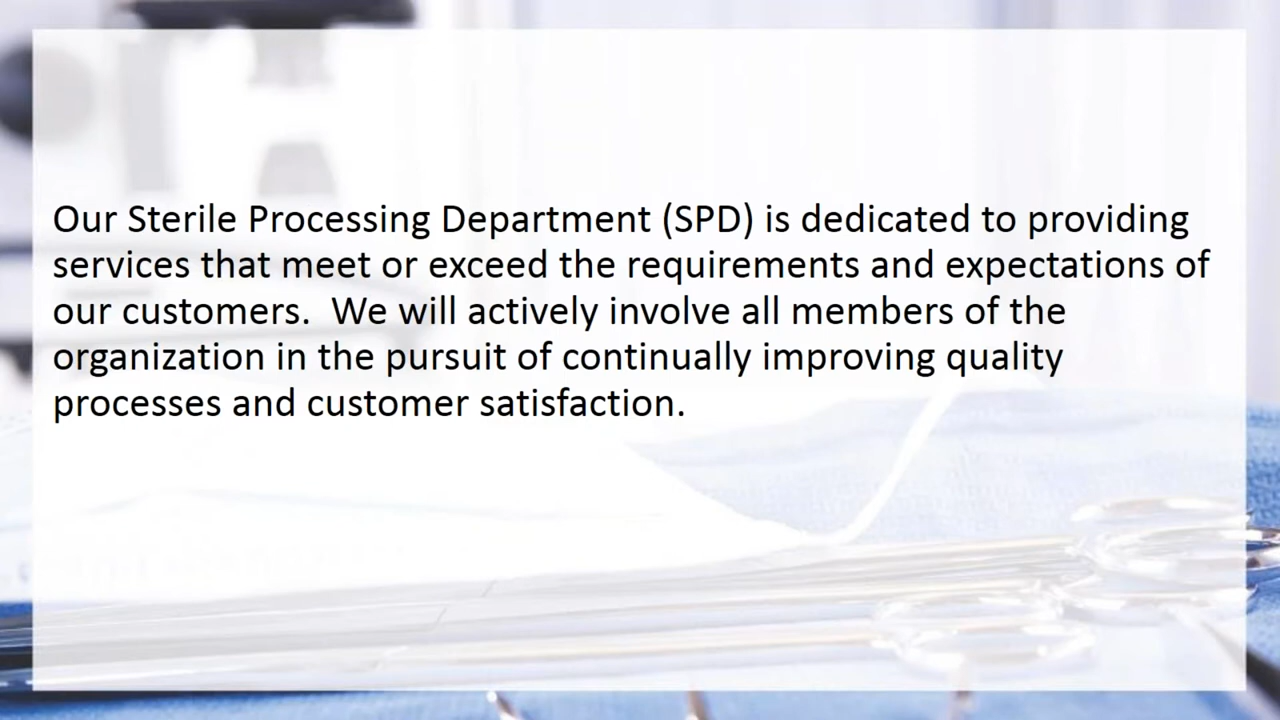 Our Sterile Processing Department (SPD) is dedicated to providing
services that meet or exceed the requirements and expectations of
our customers.  We will actively involve all members of the
organization in the pursuit of continually improving quality
processes and customer satisfaction.